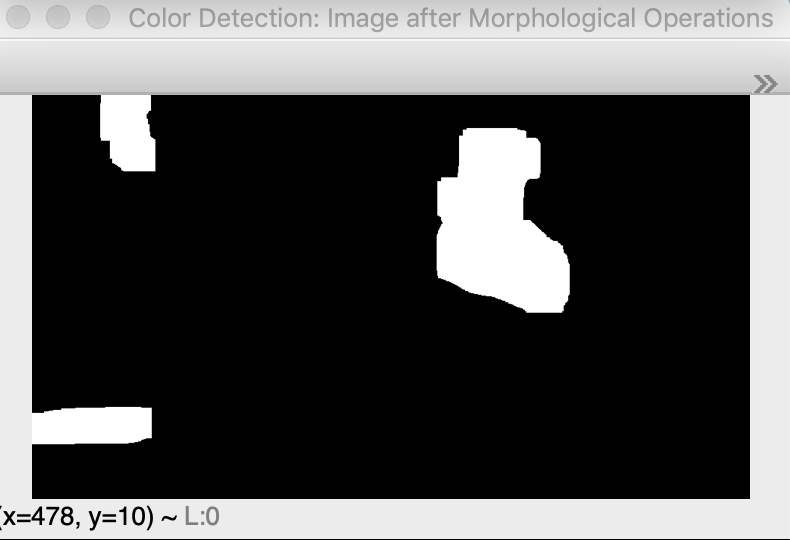 Color Detection: Image after Morphological Operations
(x=478, y=10) ~ L:0